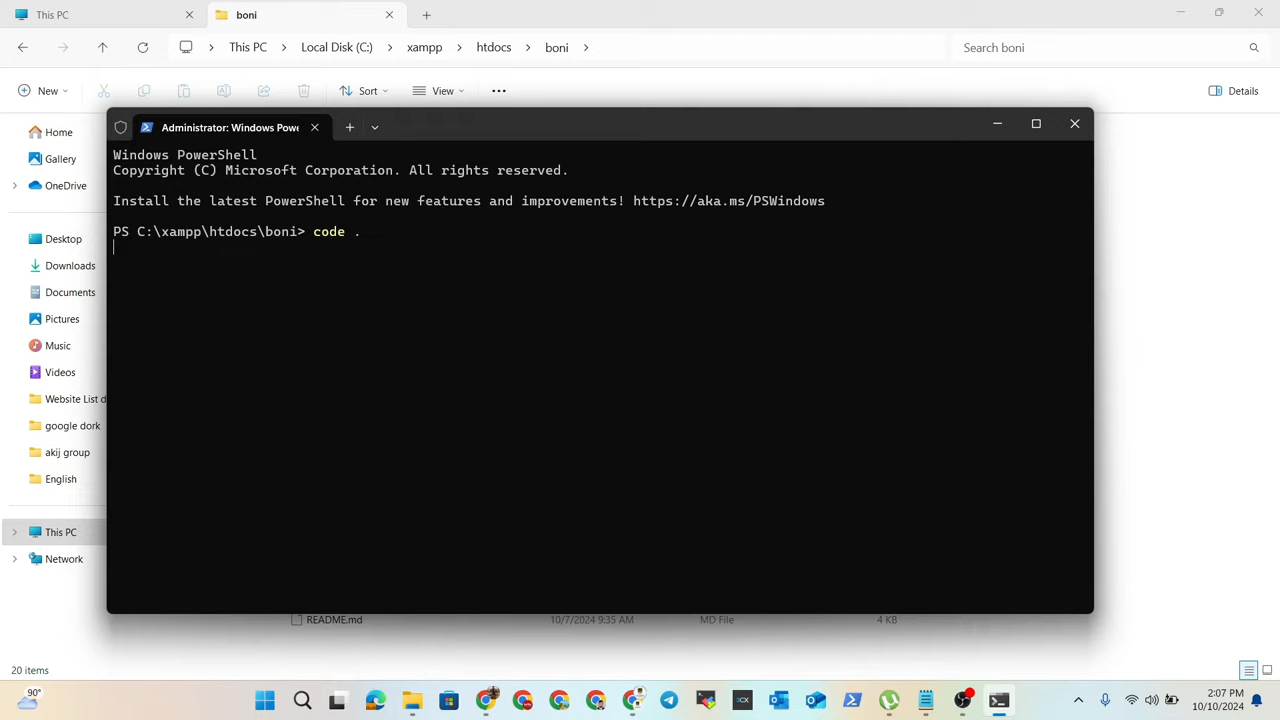 This PC
boni
This PC > Local Disk (C:) > xampp > htdocs > boni >
Search boni
New
Sort
View
Details
Home
Gallery
OneDrive
Desktop
Downloads
Documents
Pictures
Music
Videos
Website List d
google dork
akij group
English
This PC
Network
Administrator: Windows Powe
Windows PowerShell
Copyright (C) Microsoft Corporation. All rights reserved.
Install the latest PowerShell for new features and improvements! https://aka.ms/PSWindows
PS C:\xampp\htdocs\boni> code .
README.md 10/7/2024 9:35 AM MD File 4 KB
20 items
90°
2:07 PM
10/10/2024